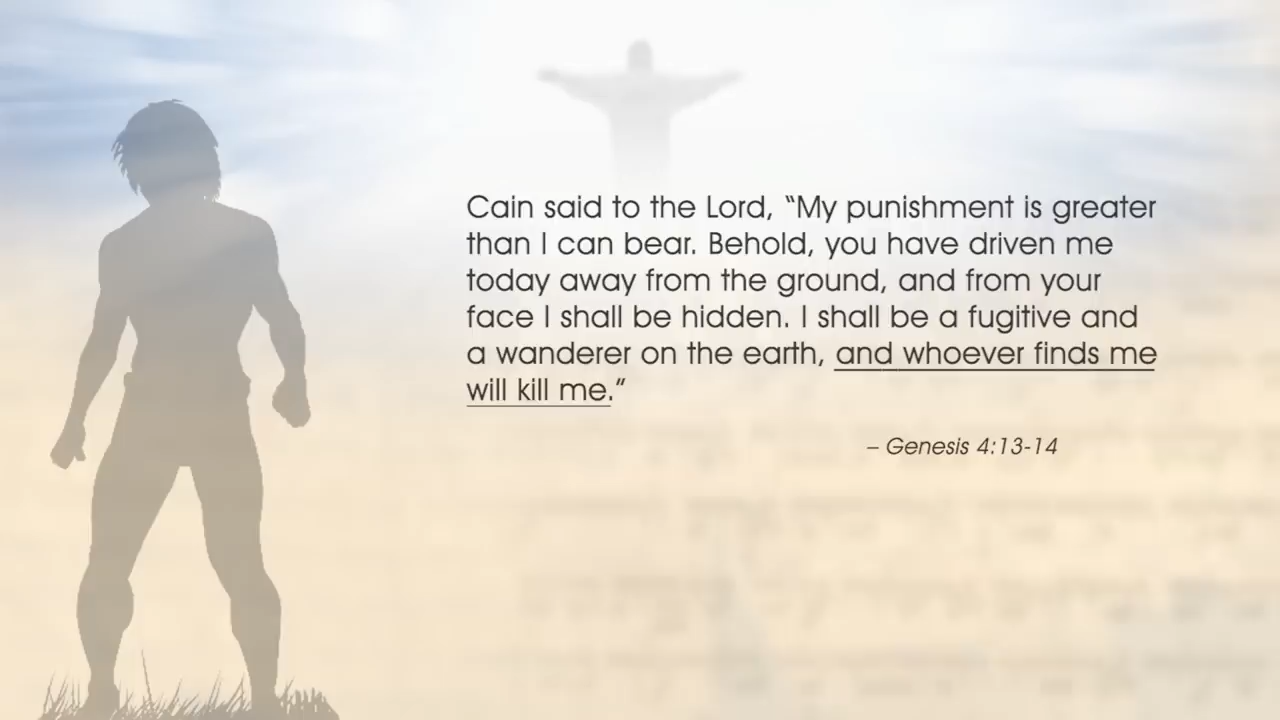 Cain said to the Lord, “My punishment is greater
than I can bear. Behold, you have driven me
today away from the ground, and from your
face I shall be hidden. I shall be a fugitive and
a wanderer on the earth, and whoever finds me
will kill me.”
– Genesis 4:13-14